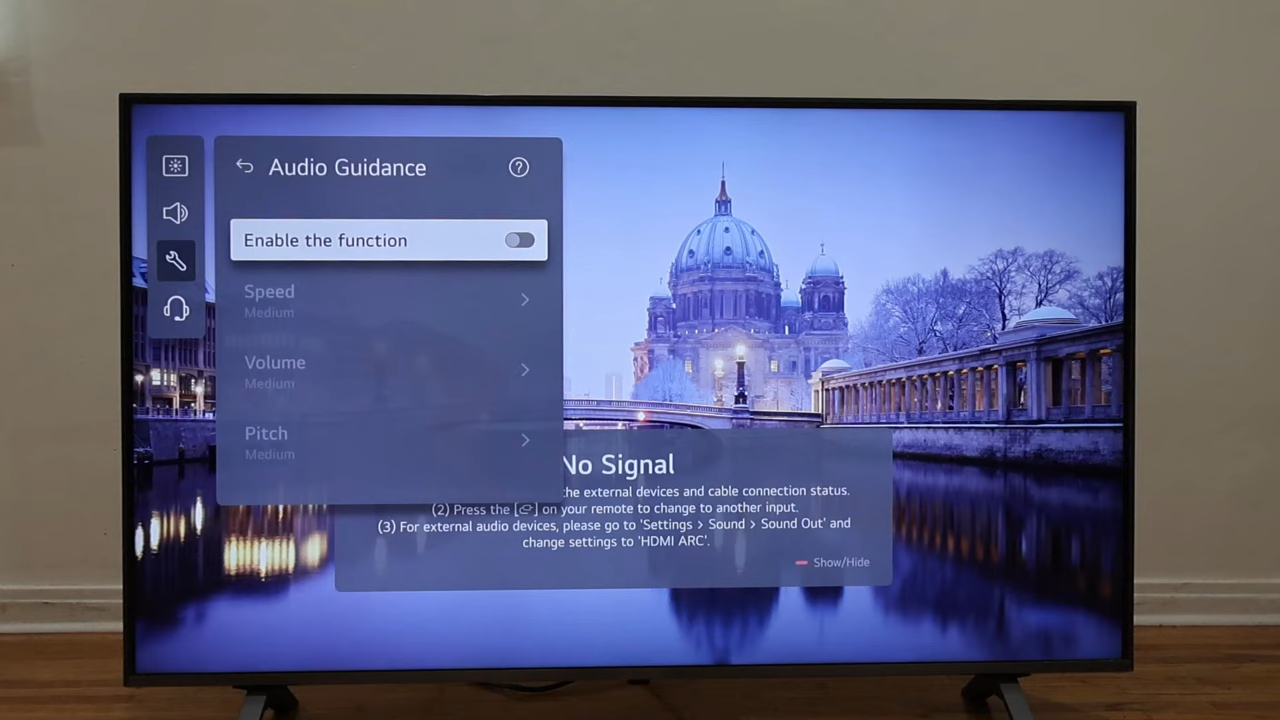 Audio Guidance
Enable the function
Speed
Medium
Volume
Medium
Pitch
Medium
No Signal
the external devices and cable connection status.
(2) Press the [ ] on your remote to change to another input.
(3) For external audio devices, please go to 'Settings > Sound > Sound Out' and
change settings to 'HDMI ARC'.
Show/Hide